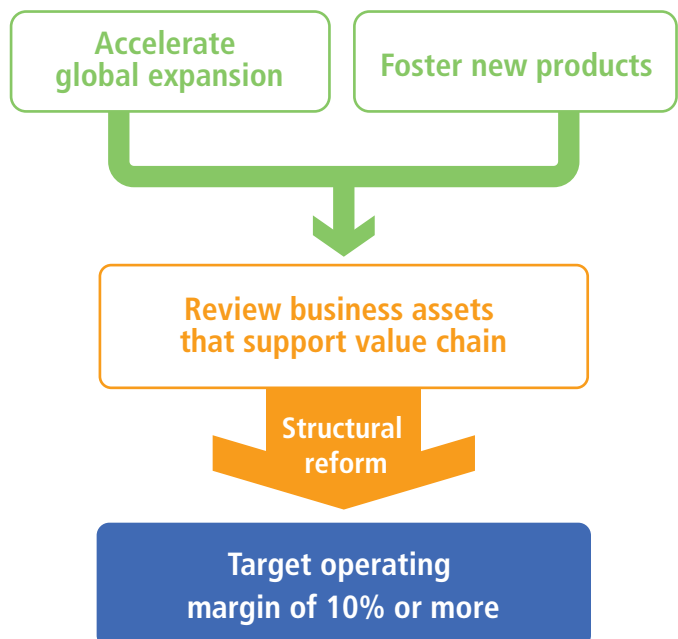 Accelerate
global expansion
Foster new products
Review business assets
that support value chain
Structural
reform
Target operating
margin of 10% or more